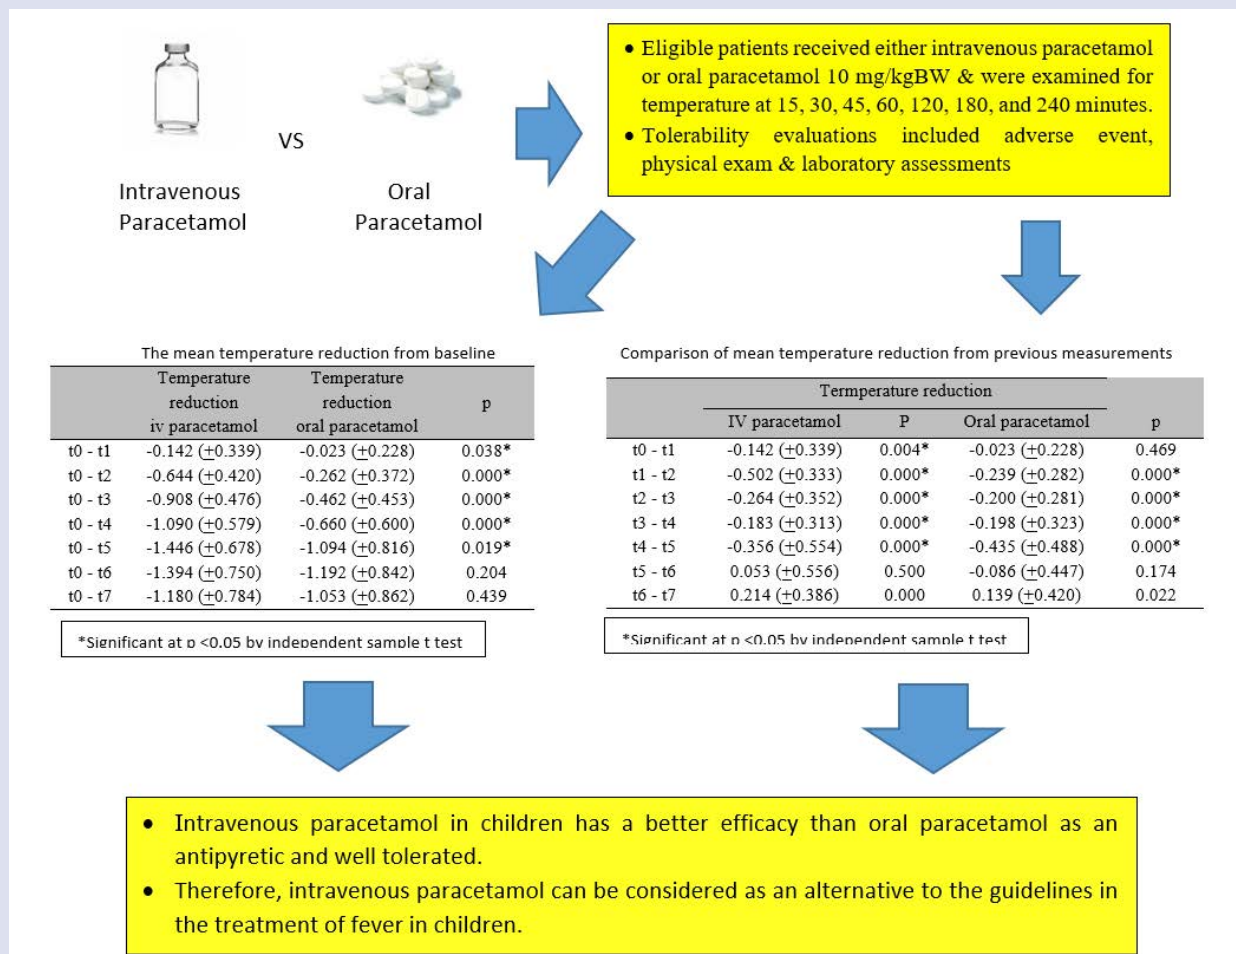 Intravenous
Paracetamol
VS
Oral
Paracetamol
• Eligible patients received either intravenous paracetamol
or oral paracetamol 10 mg/kgBW & were examined for
temperature at 15, 30, 45, 60, 120, 180, and 240 minutes.
• Tolerability evaluations included adverse event,
physical exam & laboratory assessments
The mean temperature reduction from baseline
Temperature reduction iv paracetamol Temperature reduction oral paracetamol p
t0 - t1 -0.142 (±0.339) -0.023 (±0.228) 0.038*
t0 - t2 -0.644 (±0.420) -0.262 (±0.372) 0.000*
t0 - t3 -0.908 (±0.476) -0.462 (±0.453) 0.000*
t0 - t4 -1.090 (±0.579) -0.660 (±0.600) 0.000*
t0 - t5 -1.446 (±0.678) -1.094 (±0.816) 0.019*
t0 - t6 -1.394 (±0.750) -1.192 (±0.842) 0.204
t0 - t7 -1.180 (±0.784) -1.053 (±0.862) 0.439
*Significant at p <0.05 by independent sample t test
Comparison of mean temperature reduction from previous measurements
Termperature reduction
IV paracetamol P Oral paracetamol p
t0 - t1 -0.142 (±0.339) 0.004* -0.023 (±0.228) 0.469
t1 - t2 -0.502 (±0.333) 0.000* -0.239 (±0.282) 0.000*
t2 - t3 -0.264 (±0.352) 0.000* -0.200 (±0.281) 0.000*
t3 - t4 -0.183 (±0.313) 0.000* -0.198 (±0.323) 0.000*
t4 - t5 -0.356 (±0.554) 0.000* -0.435 (±0.488) 0.000*
t5 - t6 0.053 (±0.556) 0.500 -0.086 (±0.447) 0.174
t6 - t7 0.214 (±0.386) 0.000 0.139 (±0.420) 0.022
*Significant at p <0.05 by independent sample t test
• Intravenous paracetamol in children has a better efficacy than oral paracetamol as an
antipyretic and well tolerated.
• Therefore, intravenous paracetamol can be considered as an alternative to the guidelines in
the treatment of fever in children.